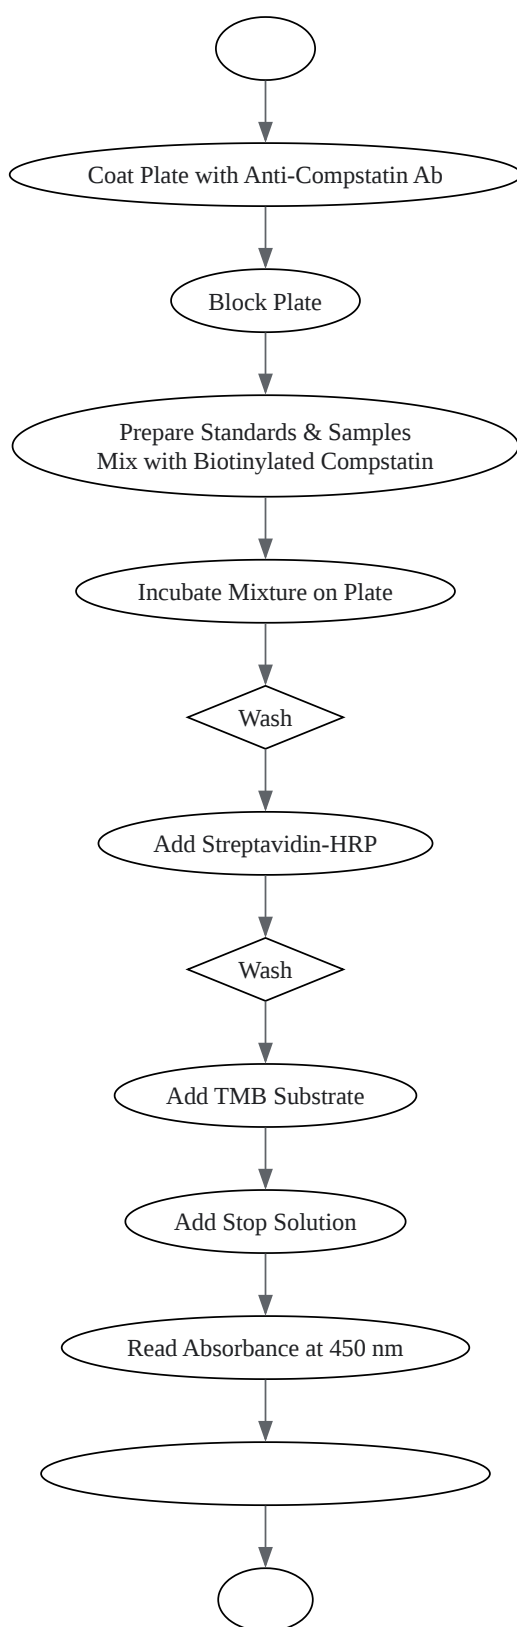 Coat Plate with Anti-Compstatin Ab
Block Plate
Prepare Standards & Samples
Mix with Biotinylated Compstatin
Incubate Mixture on Plate
Wash
Add Streptavidin-HRP
Wash
Add TMB Substrate
Add Stop Solution
Read Absorbance at 450 nm